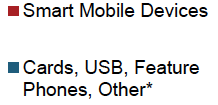 Smart Mobile Devices
Cards, USB, Feature
Phones, Other*